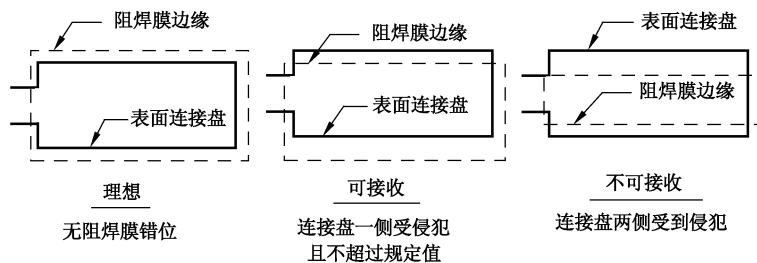 阻焊膜边缘
表面连接盘
理想
无阻焊膜错位
阻焊膜边缘
表面连接盘
可接收
连接盘一侧受侵犯
且不超过规定值
表面连接盘
阻焊膜边缘
不可接收
连接盘两侧受到侵犯